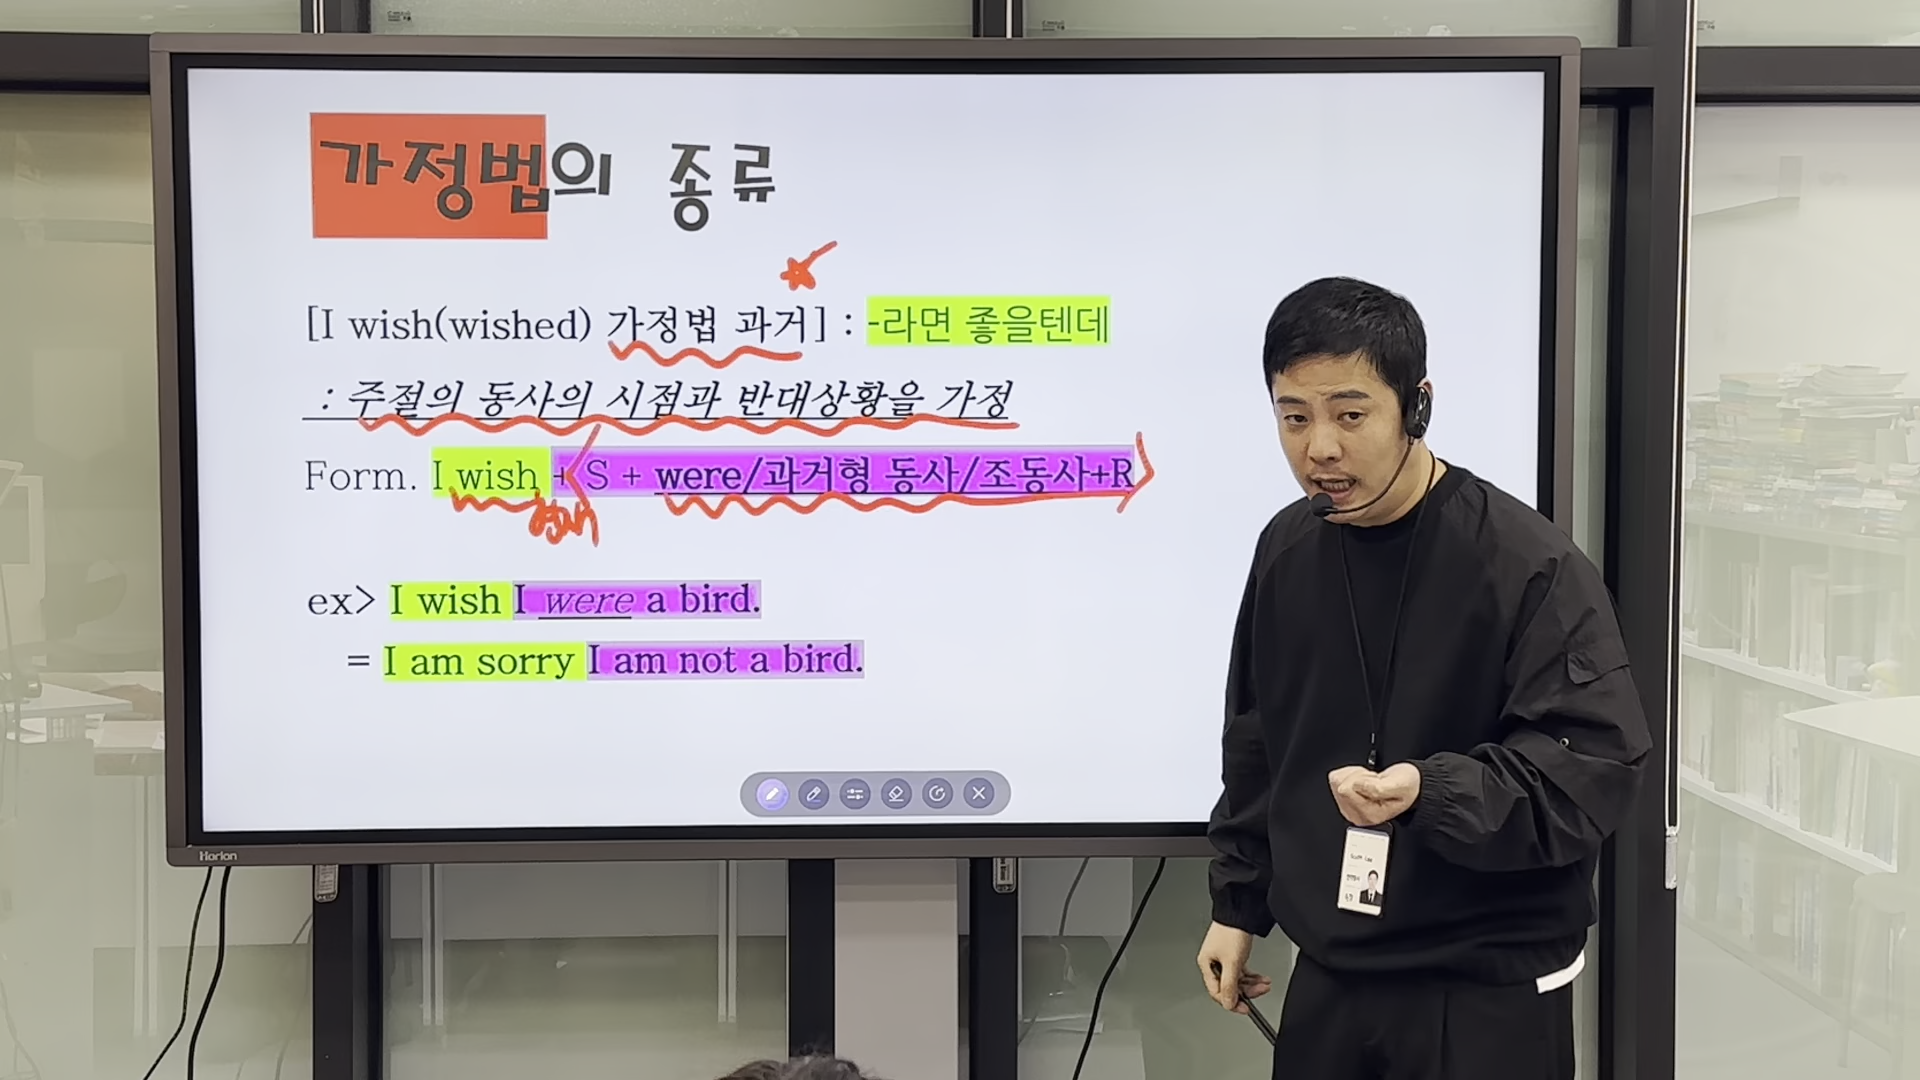 가정법의 종류
[I wish(wished) 가정법 과거] : -라면 좋을텐데
: 주절의 동사의 시점과 반대상황을 가정
Form. I wish + S + were/과거형 동사/조동사+R
ex> I wish I were a bird.
= I am sorry I am not a bird.
Horion